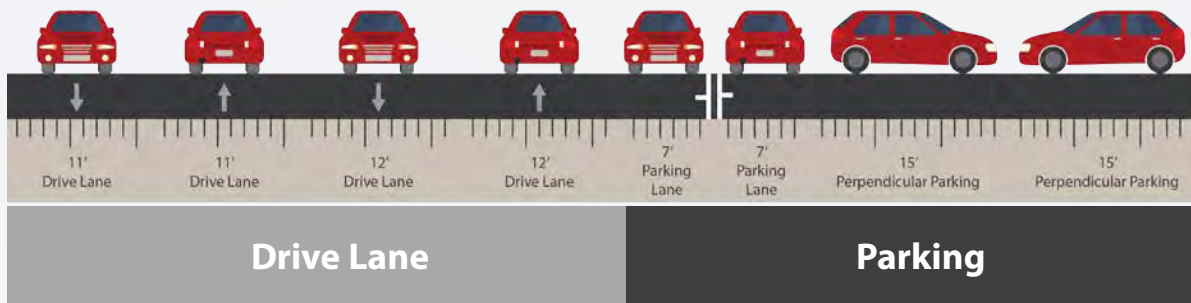 11'
Drive Lane
11'
Drive Lane
12'
Drive Lane
12'
Drive Lane
7'
Parking
Lane
7'
Parking
Lane
15'
Perpendicular Parking
15'
Perpendicular Parking
Drive Lane
Parking